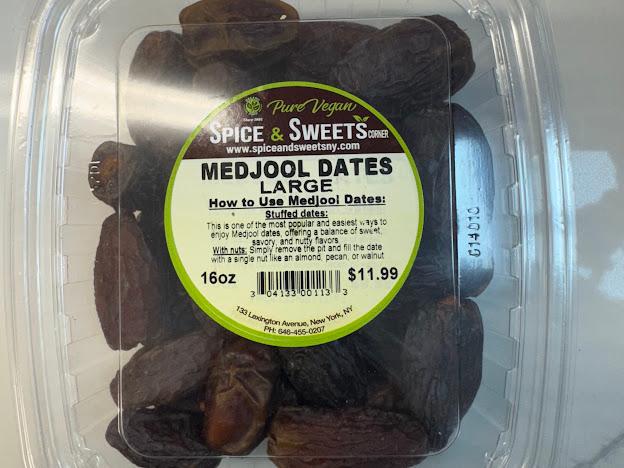 Pure Vegan
SPICE & SWEETS CORNER
www.spiceandsweetsny.com
MEDJOOL DATES
LARGE
How to Use Medjool Dates:
Stuffed dates:
This is one of the most popular and easiest ways to
enjoy Medjool dates, offering a balance of sweet,
savory, and nutty flavors
With nuts: Simply remove the pit and fill the date
with a single nut like an almond, pecan, or walnut
16oz
$11.99
3 04133 00113 3
133 Lexington Avenue, New York, NY
PH: 646-455-0207